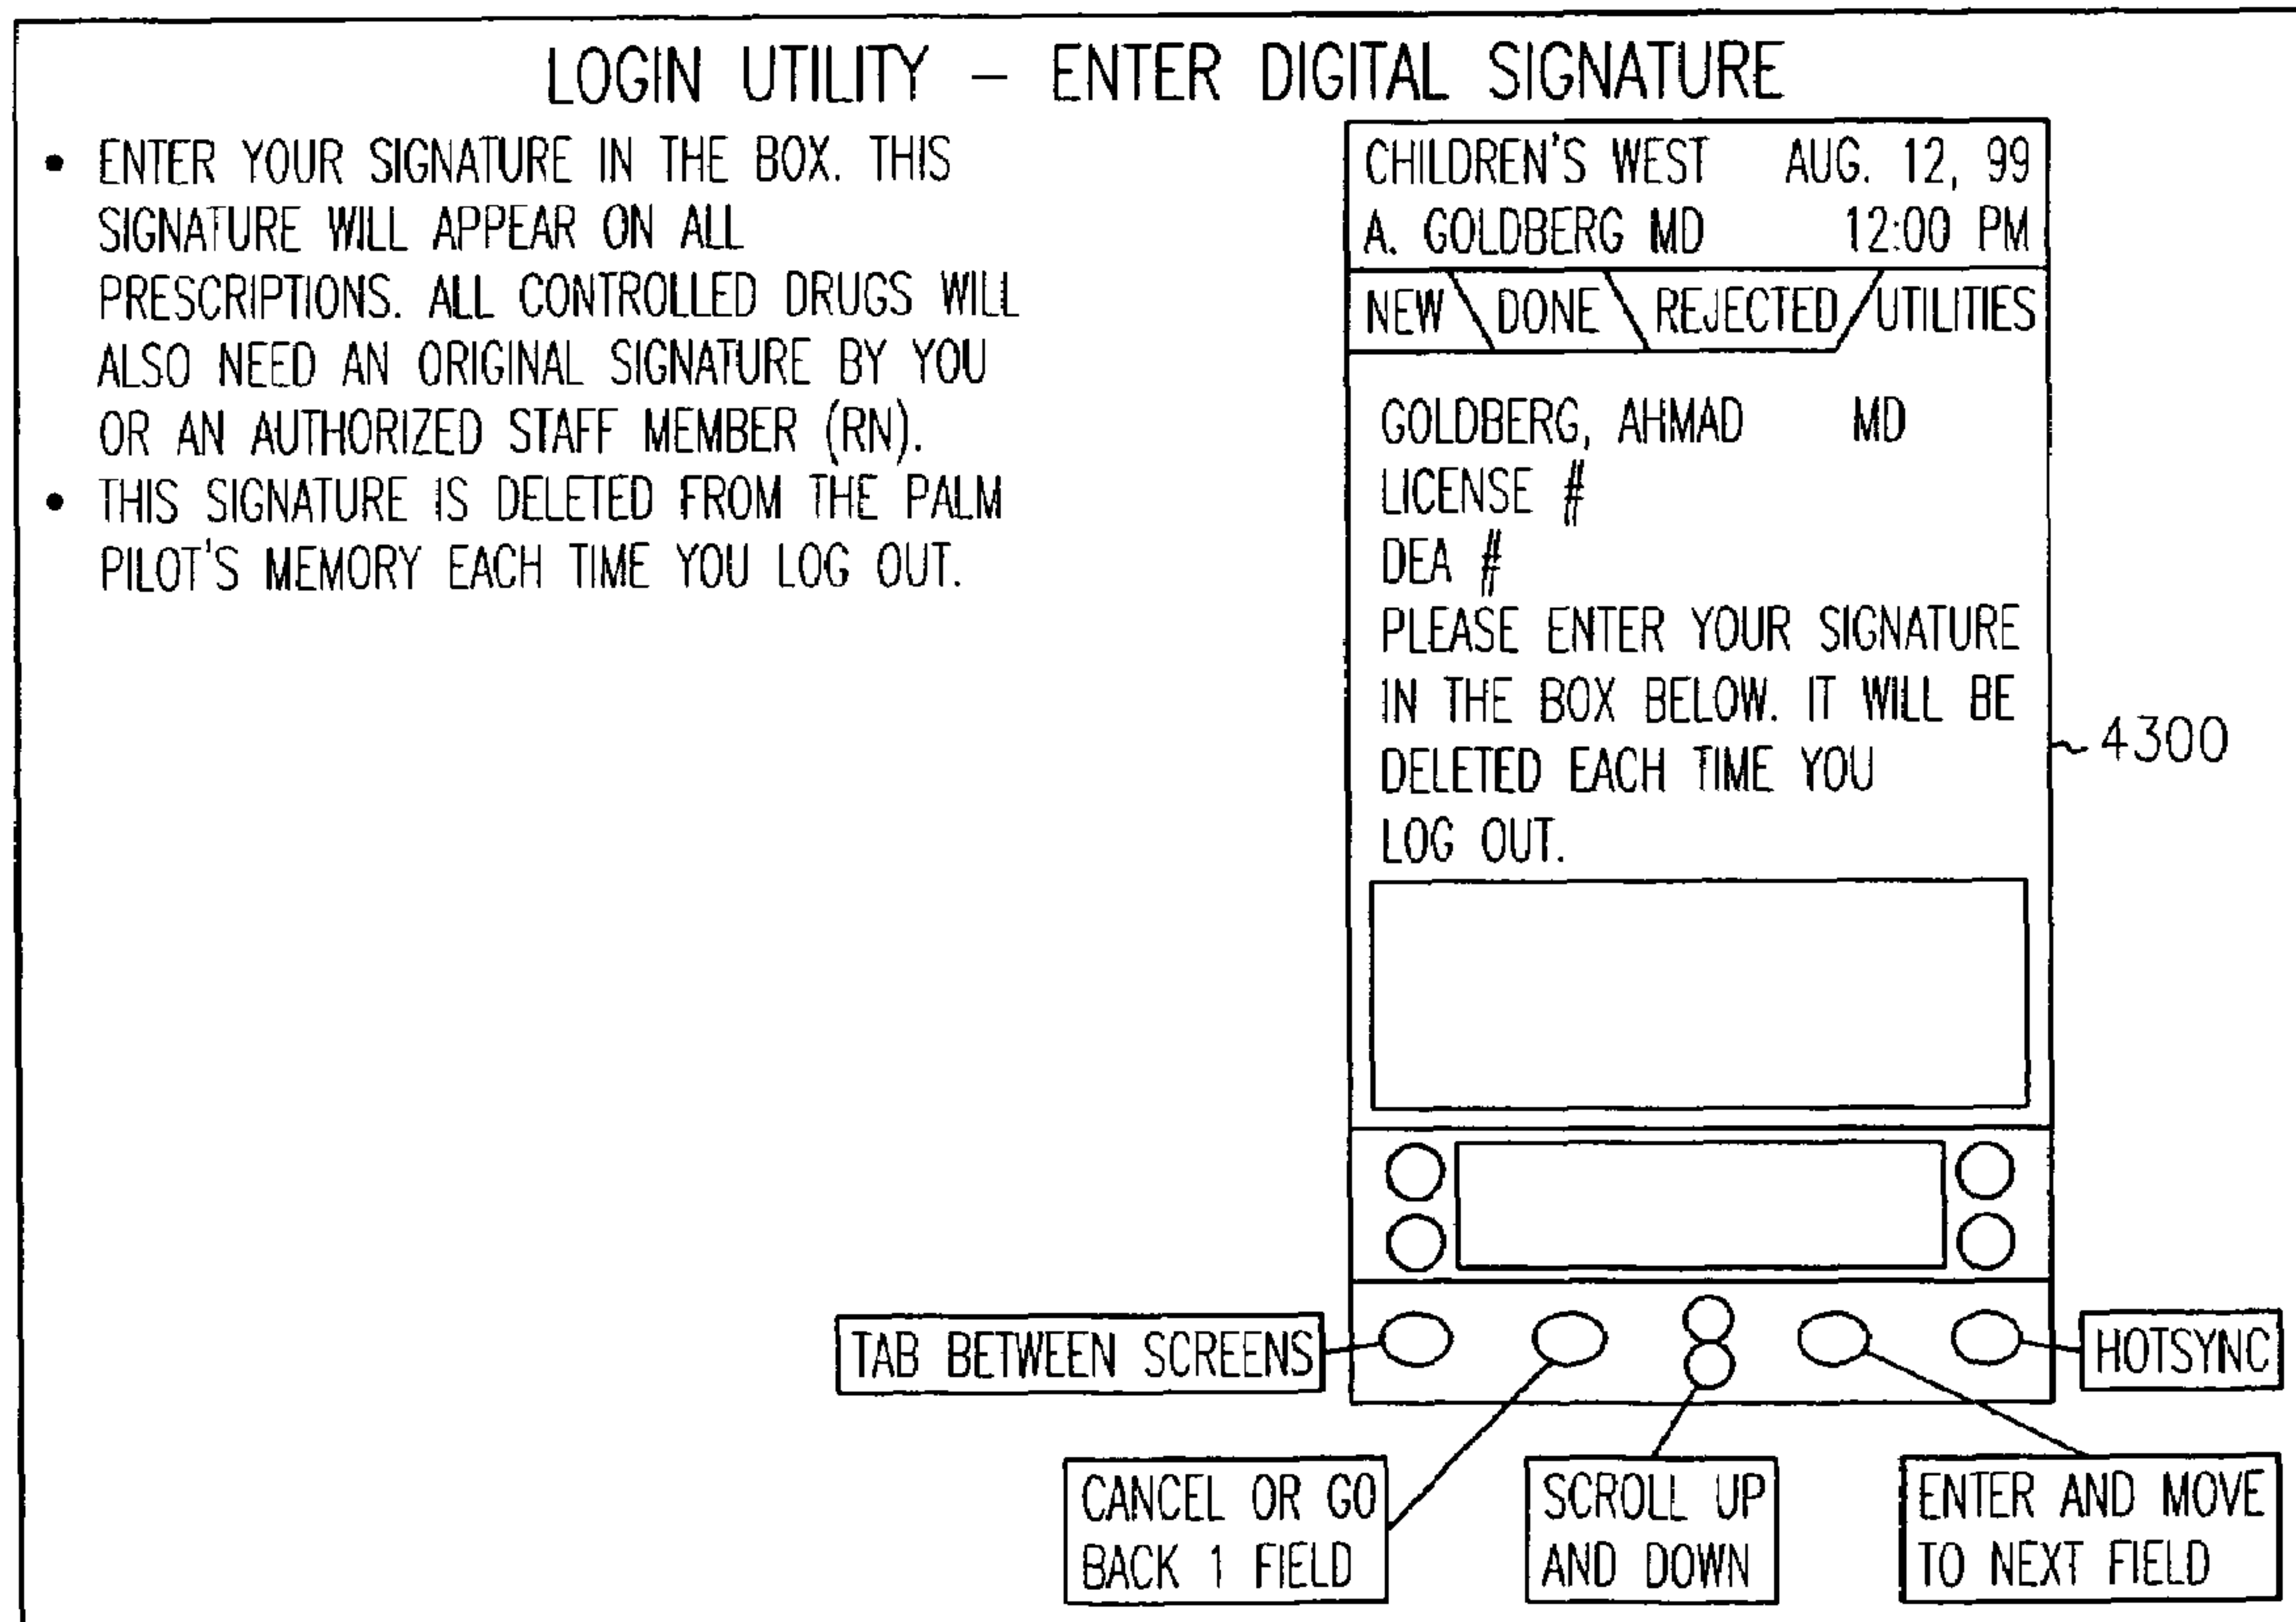 LOGIN UTILITY – ENTER DIGITAL SIGNATURE
• ENTER YOUR SIGNATURE IN THE BOX. THIS
SIGNATURE WILL APPEAR ON ALL
PRESCRIPTIONS. ALL CONTROLLED DRUGS WILL
ALSO NEED AN ORIGINAL SIGNATURE BY YOU
OR AN AUTHORIZED STAFF MEMBER (RN).
• THIS SIGNATURE IS DELETED FROM THE PALM
PILOT'S MEMORY EACH TIME YOU LOG OUT.
CHILDREN'S WEST AUG. 12, 99
A. GOLDBERG MD 12:00 PM
NEW DONE REJECTED UTILITIES
GOLDBERG, AHMAD MD
LICENSE #
DEA #
PLEASE ENTER YOUR SIGNATURE
IN THE BOX BELOW. IT WILL BE
DELETED EACH TIME YOU
LOG OUT.
4300
TAB BETWEEN SCREENS
HOTSYNC
CANCEL OR GO
BACK 1 FIELD
SCROLL UP
AND DOWN
ENTER AND MOVE
TO NEXT FIELD